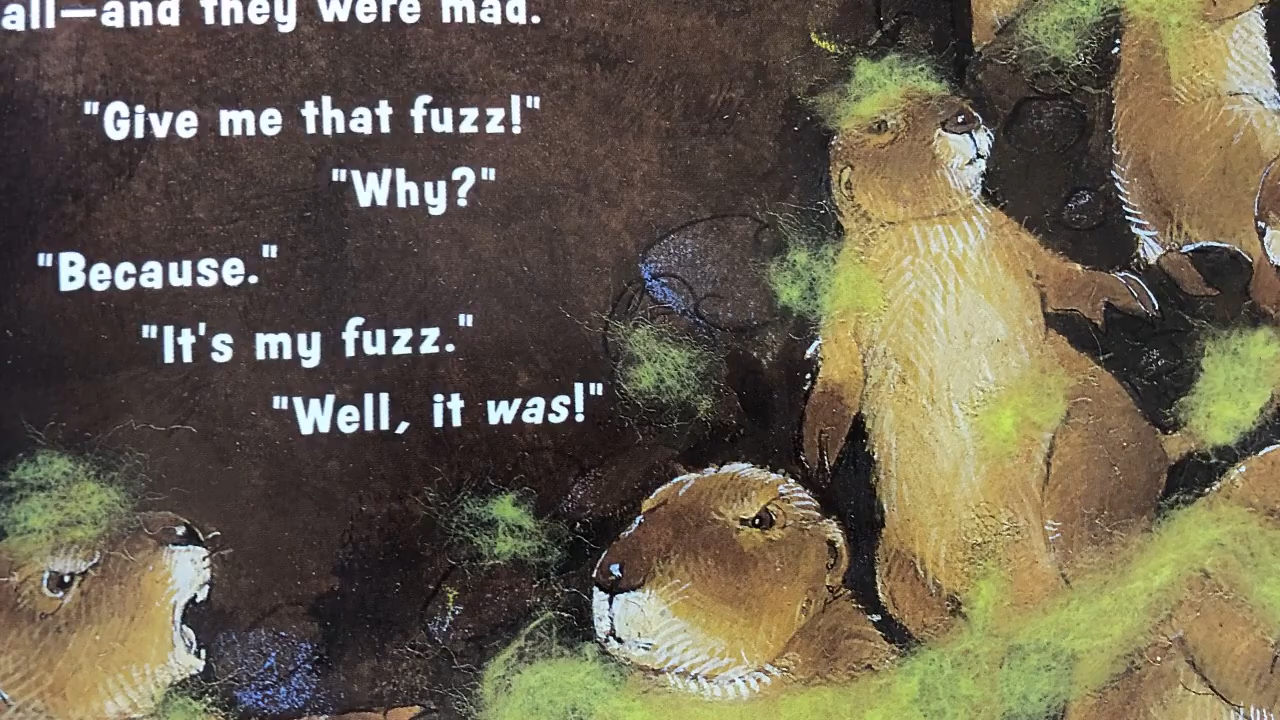 all—and they were mad.
"Give me that fuzz!"
"Why?"
"Because."
"It's my fuzz."
"Well, it was!"